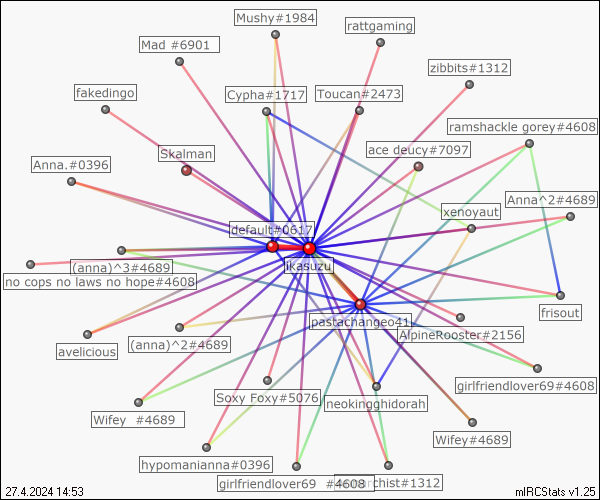 Mushy#1984
rattgaming
Mad #6901
zibbits#1312
fakedingo
Cypha#1717
Toucan#2473
ramshackle gorey#4608
Skalman
ace deucy#7097
Anna.#0396
Anna^2#4689
xenoyaut
default#0617
ikasuzu
(anna)^3#4689
no cops no laws no hope#4608
frisout
pastachangeo41
AlpineRooster#2156
avelicious
(anna)^2#4689
girlfriendlover69#4608
Soxy Foxy#5076
neokingghidorah
Wifey #4689
Wifey#4689
hypomanianna#0396
girlfriendlover69 #4608
chist#1312
27.4.2024 14:53
mIRCStats v1.25